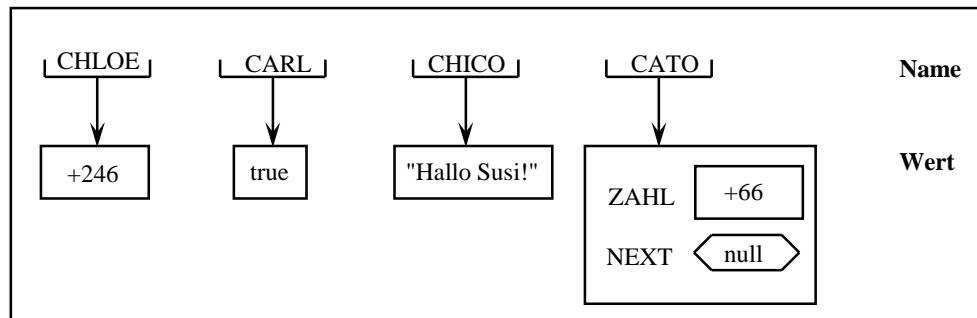 CHLOE CARL CHICO CATO Name
+246 true "Hallo Susi!" Wert
ZAHL +66
NEXT null